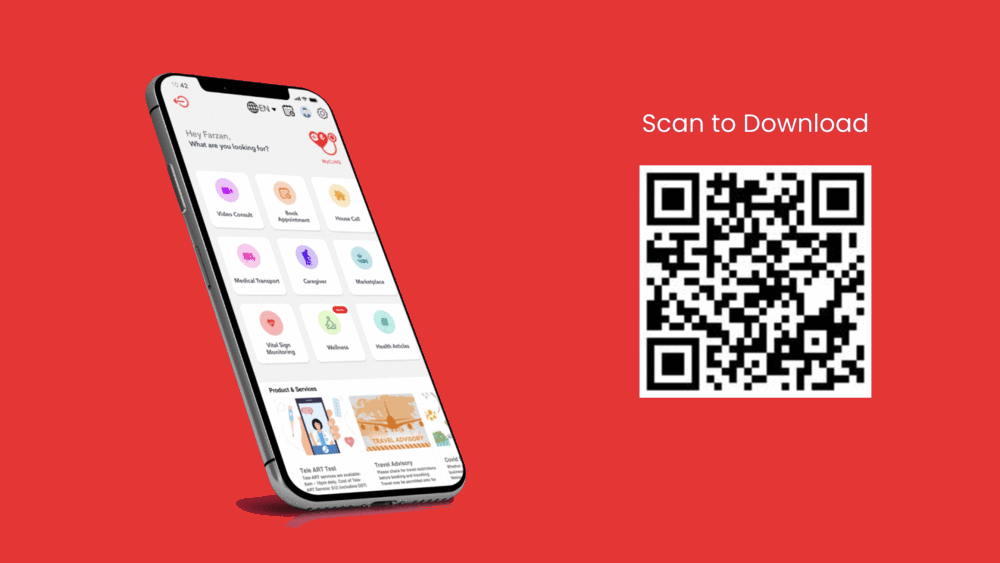 10:42
EN
Hey Farzan,
What are you looking for?
MyCLNQ
Video Consult
Book
Appointment
House Call
Medical Transport
Caregiver
Marketplace
Vital Sign
Monitoring
Wellness
Health Articles
Product & Services
TRAVEL ADVISORY
Tele ART Test
Tele ART services are available:
8am - 10pm daily. Cost of Tele
ART Service: $12 (includes GST)
Travel Advisory
Please check for travel restrictions
before booking and travelling.
Travel may be permitted only for
Covid
Scan to Download